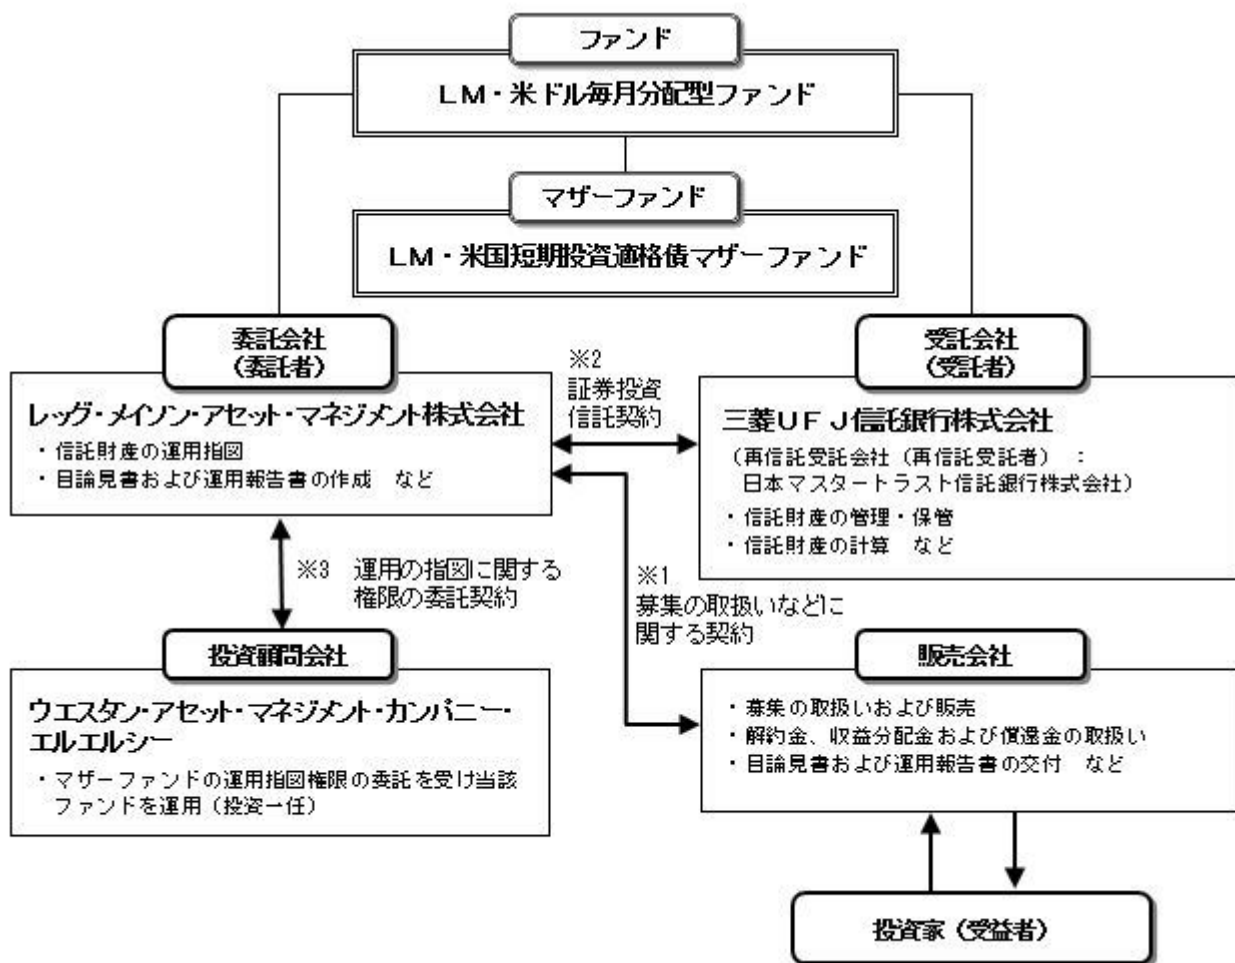 ファンド
LM・米ドル毎月分配型ファンド
マザーファンド
LM・米国短期投資適格債マザーファンド
委託会社
(委託者)
レッグ・メイソン・アセット・マネジメント株式会社
・信託財産の運用指図
・目論見書および運用報告書の作成 など
※2
証券投資
信託契約
受託会社
(受託者)
三菱UFJ信託銀行株式会社
(再信託受託会社(再信託受託者) :
日本マスタートラスト信託銀行株式会社)
・信託財産の管理・保管
・信託財産の計算 など
※3 運用の指図に関する
権限の委託契約
※1
募集の取扱いなどに
関する契約
投資顧問会社
ウエスタン・アセット・マネジメント・カンパニー・
エルエルシー
・マザーファンドの運用指図権限の委託を受け当該
ファンドを運用(投資一任)
販売会社
・募集の取扱いおよび販売
・解約金、収益分配金および償還金の取扱い
・目論見書および運用報告書の交付 など
投資家(受益者)